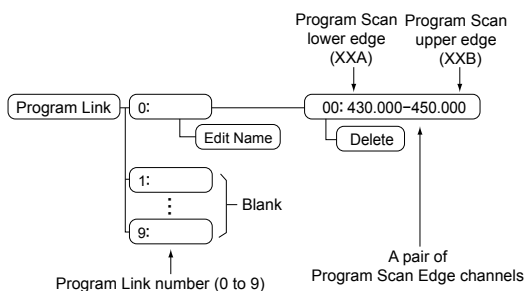 Program Scan lower edge (XXA)
Program Scan upper edge (XXB)
Program Link
0:
00: 430.000–450.000
Edit Name
Delete
1:
⋮
9:
Blank
Program Link number (0 to 9)
A pair of
Program Scan Edge channels